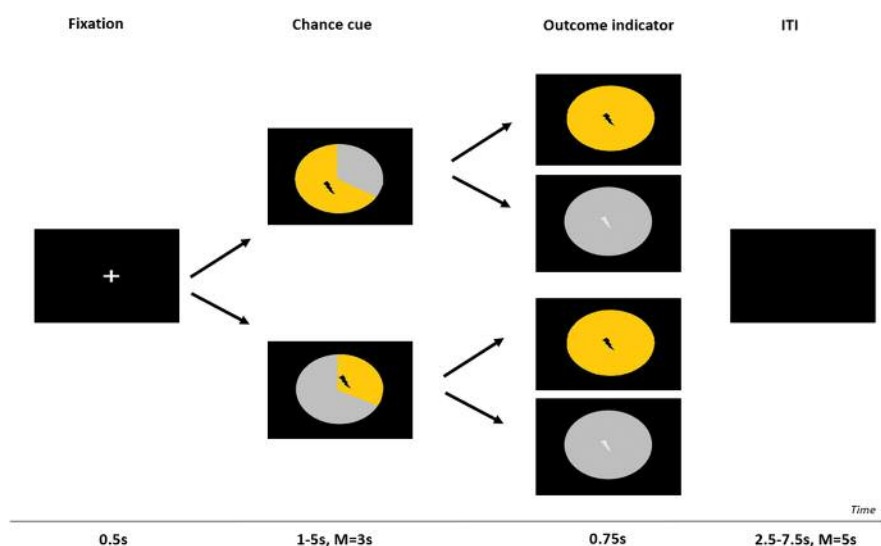 Fixation
Chance cue
Outcome indicator
ITI
Time
0.5s
1-5s, M=3s
0.75s
2.5-7.5s, M=5s